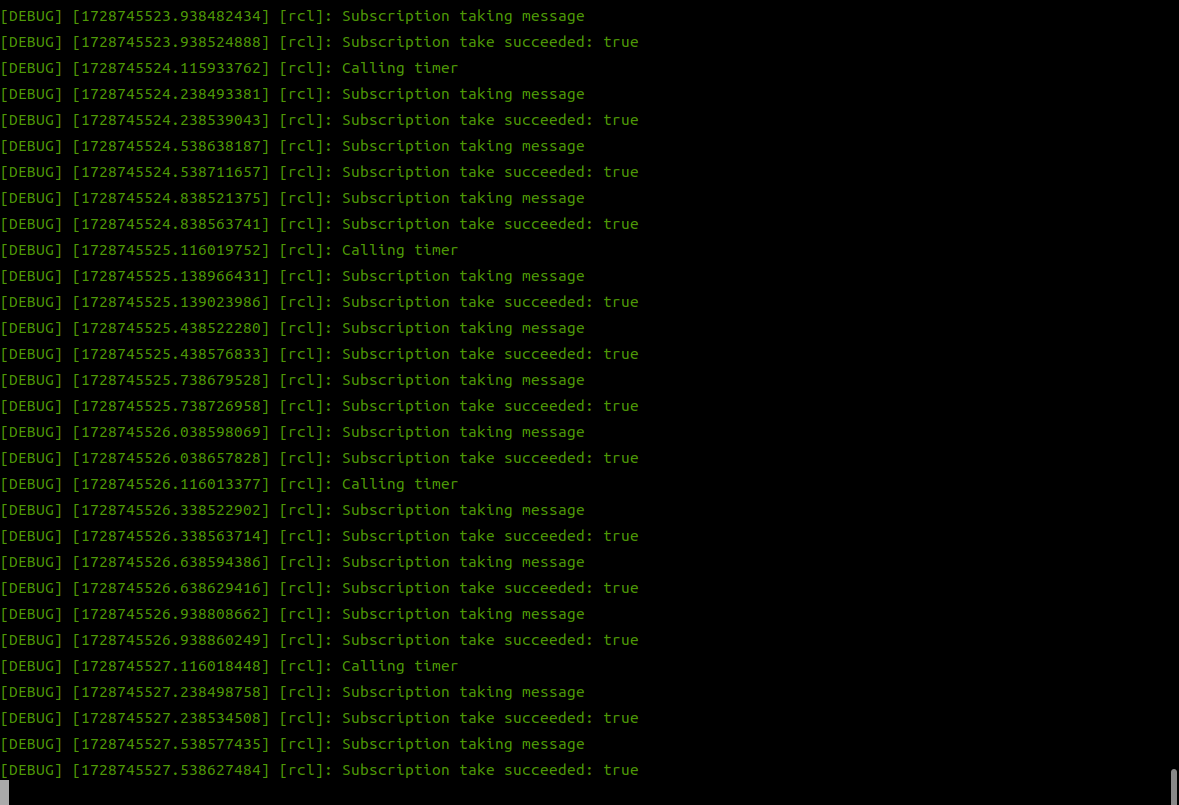 [DEBUG] [1728745523.938482434] [rcl]: Subscription taking message
[DEBUG] [1728745523.938524888] [rcl]: Subscription take succeeded: true
[DEBUG] [1728745524.115933762] [rcl]: Calling timer
[DEBUG] [1728745524.238493381] [rcl]: Subscription taking message
[DEBUG] [1728745524.238539043] [rcl]: Subscription take succeeded: true
[DEBUG] [1728745524.538638187] [rcl]: Subscription taking message
[DEBUG] [1728745524.538711657] [rcl]: Subscription take succeeded: true
[DEBUG] [1728745524.838521375] [rcl]: Subscription taking message
[DEBUG] [1728745524.838563741] [rcl]: Subscription take succeeded: true
[DEBUG] [1728745525.116019752] [rcl]: Calling timer
[DEBUG] [1728745525.138966431] [rcl]: Subscription taking message
[DEBUG] [1728745525.139023986] [rcl]: Subscription take succeeded: true
[DEBUG] [1728745525.438522280] [rcl]: Subscription taking message
[DEBUG] [1728745525.438576833] [rcl]: Subscription take succeeded: true
[DEBUG] [1728745525.738679528] [rcl]: Subscription taking message
[DEBUG] [1728745525.738726958] [rcl]: Subscription take succeeded: true
[DEBUG] [1728745526.038598069] [rcl]: Subscription taking message
[DEBUG] [1728745526.038657828] [rcl]: Subscription take succeeded: true
[DEBUG] [1728745526.116013377] [rcl]: Calling timer
[DEBUG] [1728745526.338522902] [rcl]: Subscription taking message
[DEBUG] [1728745526.338563714] [rcl]: Subscription take succeeded: true
[DEBUG] [1728745526.638594386] [rcl]: Subscription taking message
[DEBUG] [1728745526.638629416] [rcl]: Subscription take succeeded: true
[DEBUG] [1728745526.938808662] [rcl]: Subscription taking message
[DEBUG] [1728745526.938860249] [rcl]: Subscription take succeeded: true
[DEBUG] [1728745527.116018448] [rcl]: Calling timer
[DEBUG] [1728745527.238498758] [rcl]: Subscription taking message
[DEBUG] [1728745527.238534508] [rcl]: Subscription take succeeded: true
[DEBUG] [1728745527.538577435] [rcl]: Subscription taking message
[DEBUG] [1728745527.538627484] [rcl]: Subscription take succeeded: true